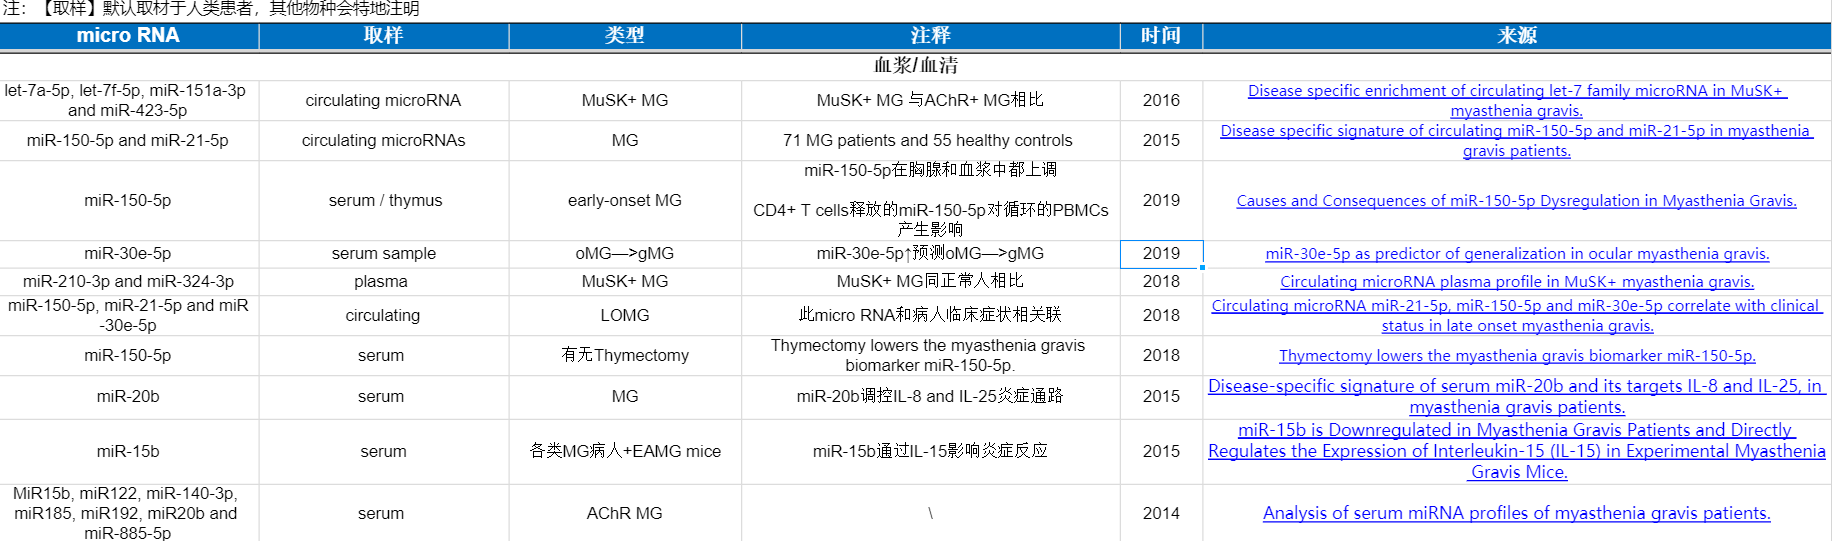 注：【取样】默认取材于人类患者，其他物种会特地注明
micro RNA 取样 类型 注释 时间 来源
血浆/血清
let-7a-5p, let-7f-5p, miR-151a-3p
and miR-423-5p
circulating microRNA
MuSK+ MG
MuSK+ MG 与AChR+ MG相比
2016
Disease specific enrichment of circulating let-7 family microRNA in MuSK+
myasthenia gravis.
miR-150-5p and miR-21-5p
circulating microRNAs
MG
71 MG patients and 55 healthy controls
2015
Disease specific signature of circulating miR-150-5p and miR-21-5p in myasthenia
gravis patients.
miR-150-5p
serum / thymus
early-onset MG
miR-150-5p在胸腺和血浆中都上调
CD4+ T cells释放的miR-150-5p对循环的PBMCs
产生影响
2019
Causes and Consequences of miR-150-5p Dysregulation in Myasthenia Gravis.
miR-30e-5p
serum sample
oMG—>gMG
miR-30e-5p↑预测oMG—>gMG
2019
miR-30e-5p as predictor of generalization in ocular myasthenia gravis.
miR-210-3p and miR-324-3p
plasma
MuSK+ MG
MuSK+ MG同正常人相比
2018
Circulating microRNA plasma profile in MuSK+ myasthenia gravis.
miR-150-5p, miR-21-5p and miR
-30e-5p
circulating
LOMG
此micro RNA和病人临床症状相关联
2018
Circulating microRNA miR-21-5p, miR-150-5p and miR-30e-5p correlate with clinical
status in late onset myasthenia gravis.
miR-150-5p
serum
有无Thymectomy
Thymectomy lowers the myasthenia gravis
biomarker miR-150-5p.
2018
Thymectomy lowers the myasthenia gravis biomarker miR-150-5p.
miR-20b
serum
MG
miR-20b调控IL-8 and IL-25炎症通路
2015
Disease-specific signature of serum miR-20b and its targets IL-8 and IL-25, in
myasthenia gravis patients.
miR-15b
serum
各类MG病人+EAMG mice
miR-15b通过IL-15影响炎症反应
2015
miR-15b is Downregulated in Myasthenia Gravis Patients and Directly
Regulates the Expression of Interleukin-15 (IL-15) in Experimental Myasthenia
Gravis Mice.
MiR15b, miR122, miR-140-3p,
miR185, miR192, miR20b and
miR-885-5p
serum
AChR MG
\
2014
Analysis of serum miRNA profiles of myasthenia gravis patients.